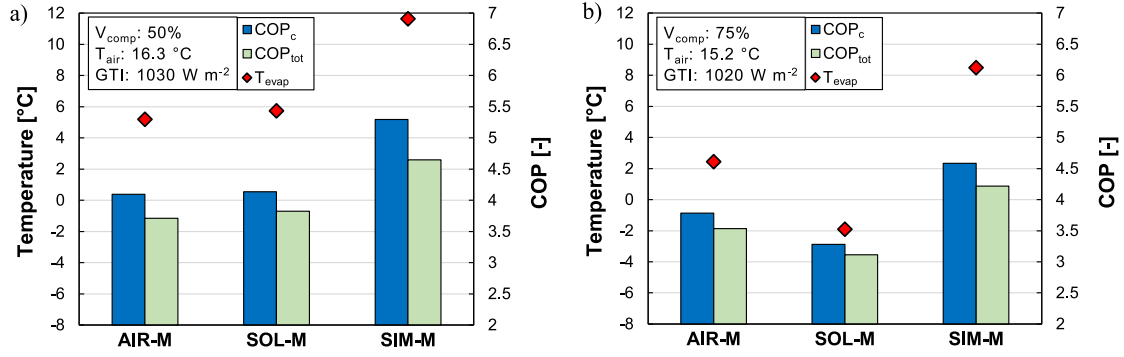 a)
Temperature [°C]
12
10
8
6
4
2
0
-2
-4
-6
-8
V_comp: 50%
T_air: 16.3 °C
GTI: 1030 W m⁻²
COP_c
COP_tot
T_evap
7
6.5
6
5.5
5
4.5
4
3.5
3
2.5
2
COP [-]
AIR-M
SOL-M
SIM-M
b)
Temperature [°C]
12
10
8
6
4
2
0
-2
-4
-6
-8
V_comp: 75%
T_air: 15.2 °C
GTI: 1020 W m⁻²
COP_c
COP_tot
T_evap
7
6.5
6
5.5
5
4.5
4
3.5
3
2.5
2
COP [-]
AIR-M
SOL-M
SIM-M